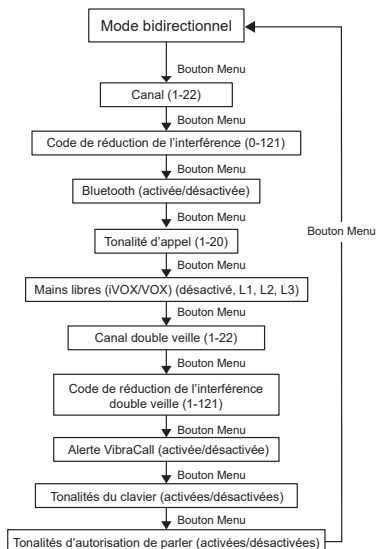 Mode bidirectionnel
Bouton Menu
Canal (1-22)
Bouton Menu
Code de réduction de l'interférence (0-121)
Bouton Menu
Bluetooth (activée/désactivée)
Bouton Menu
Tonalité d'appel (1-20)
Bouton Menu
Mains libres (iVOX/VOX) (désactivé, L1, L2, L3)
Bouton Menu
Canal double veille (1-22)
Bouton Menu
Code de réduction de l'interférence
double veille (1-121)
Bouton Menu
Alerte VibraCall (activée/désactivée)
Bouton Menu
Tonalités du clavier (activées/désactivées)
Bouton Menu
Tonalités d'autorisation de parler (activées/désactivées)
Bouton Menu